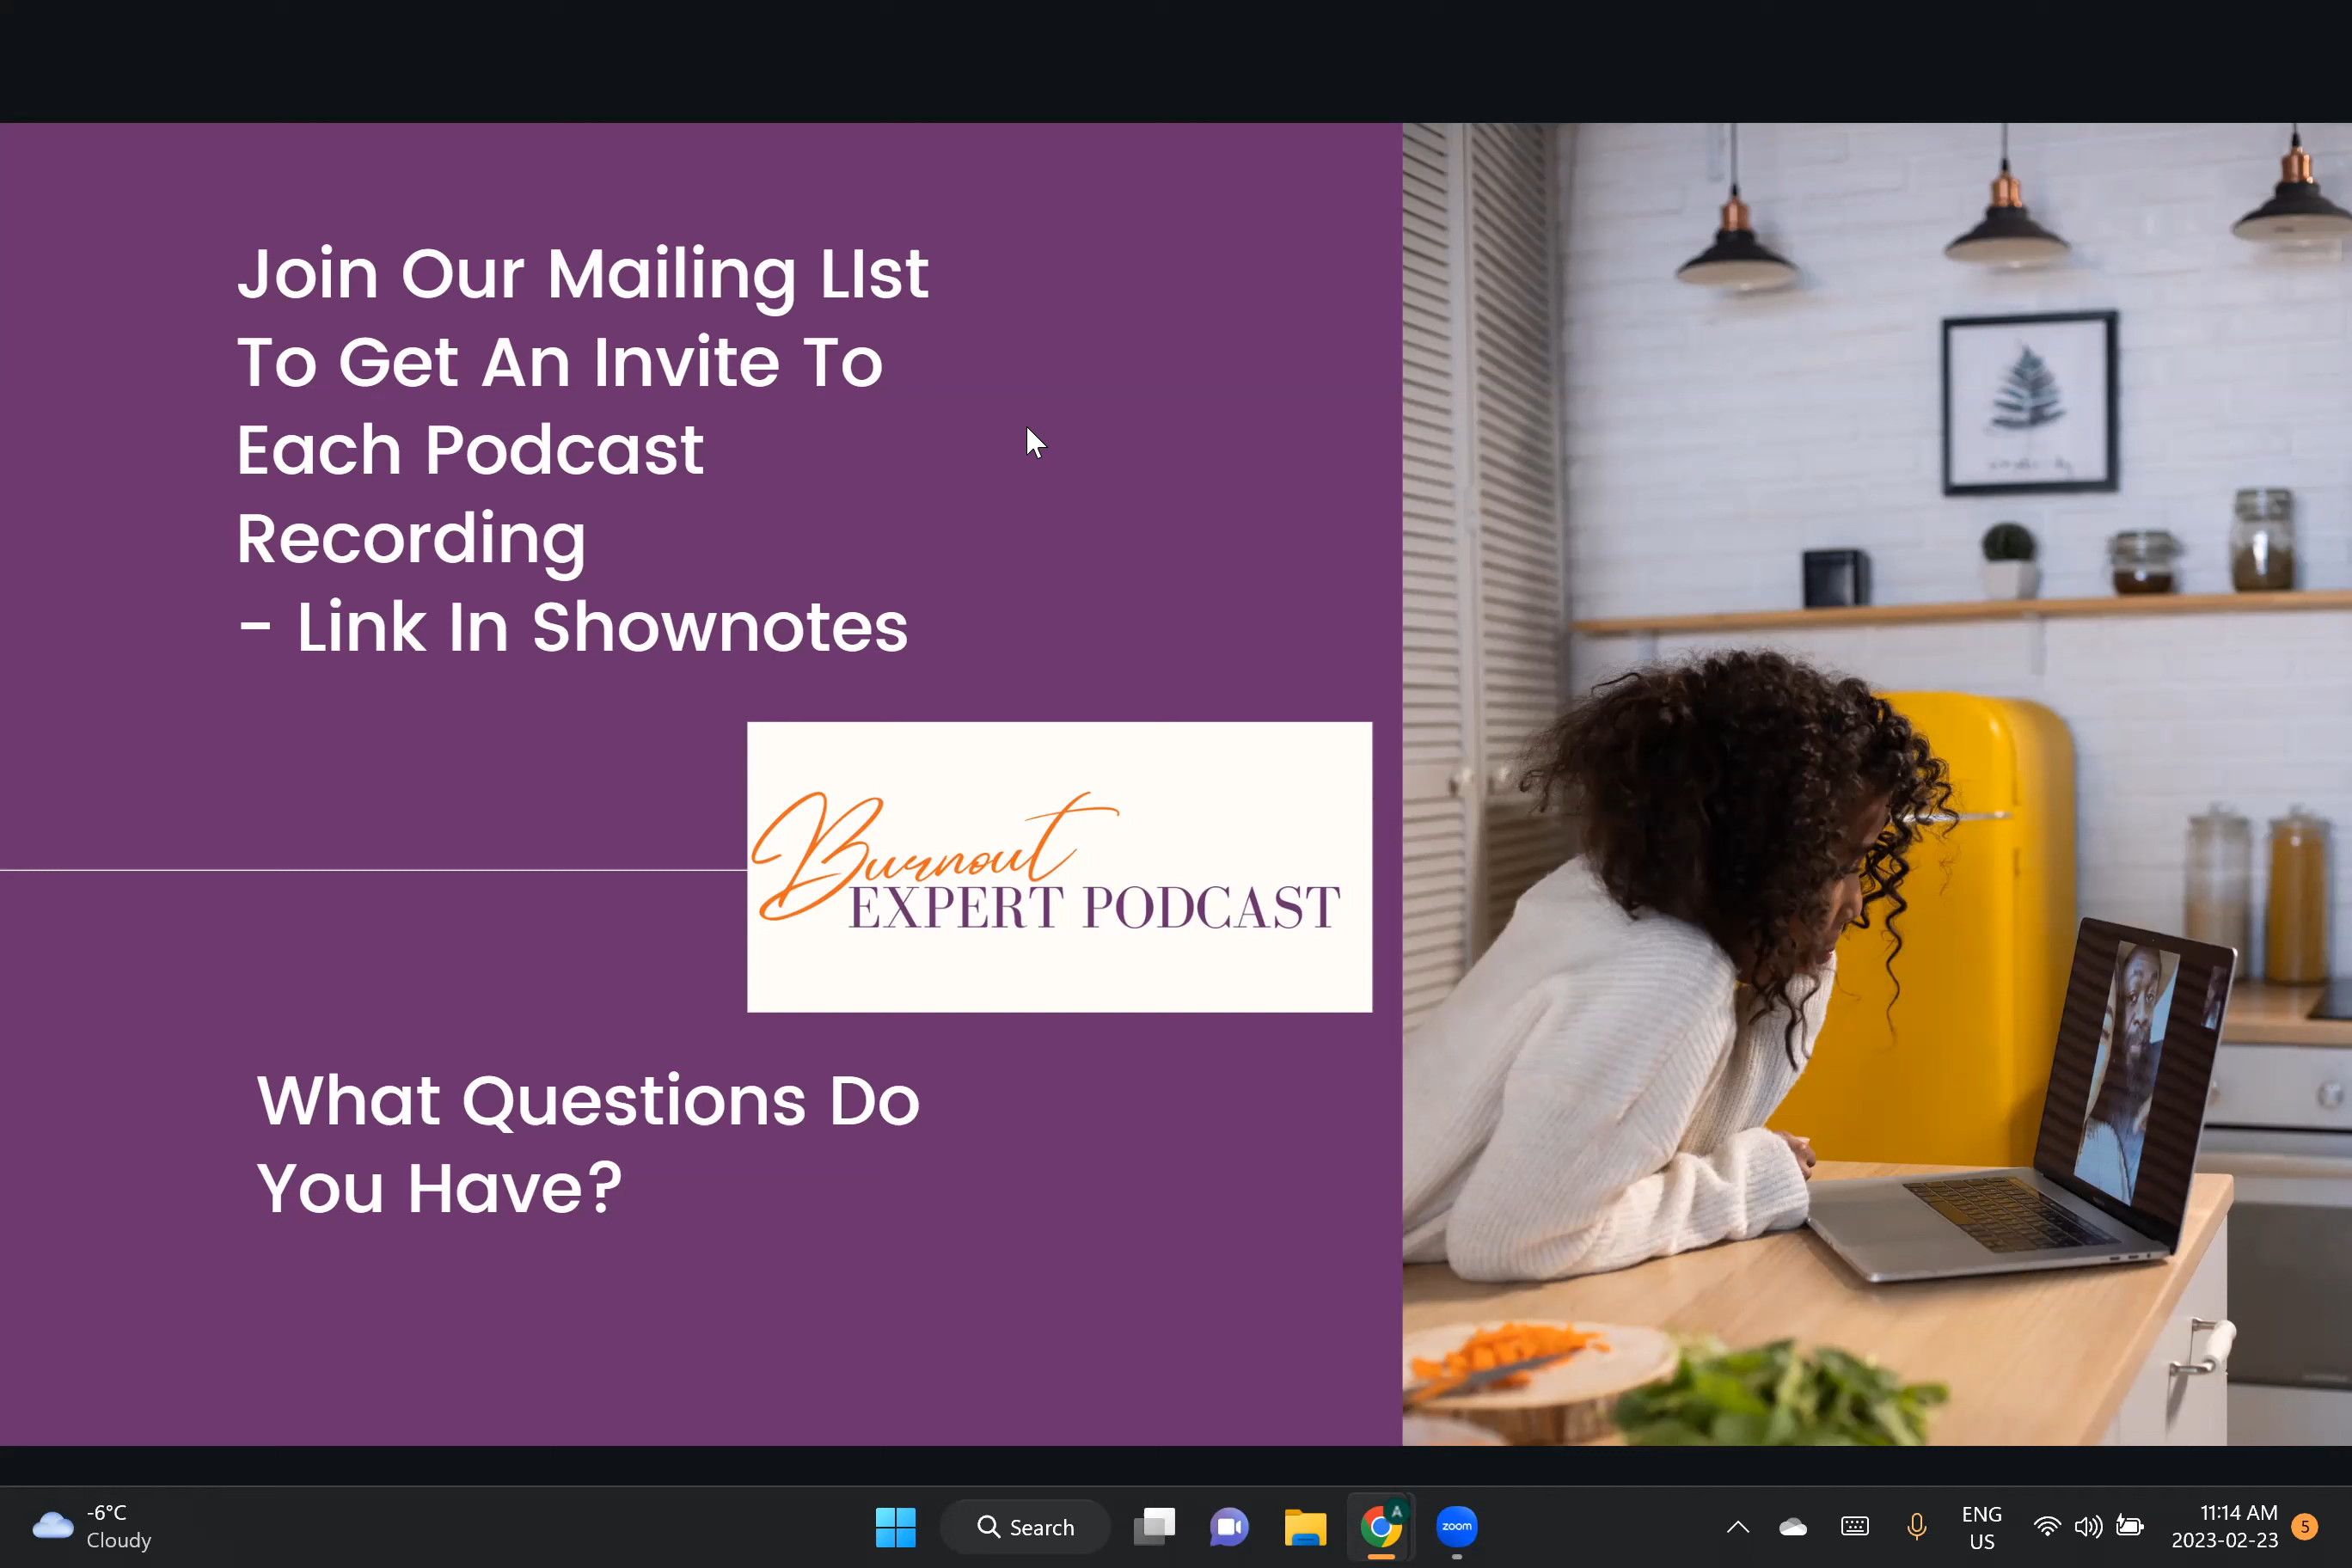 Join Our Mailing LIst
To Get An Invite To
Each Podcast
Recording
- Link In Shownotes
Burnout
EXPERT PODCAST
What Questions Do
You Have?
-6°C
Cloudy
Search
A
zoom
ENG
US
11:14 AM
2023-02-23
5